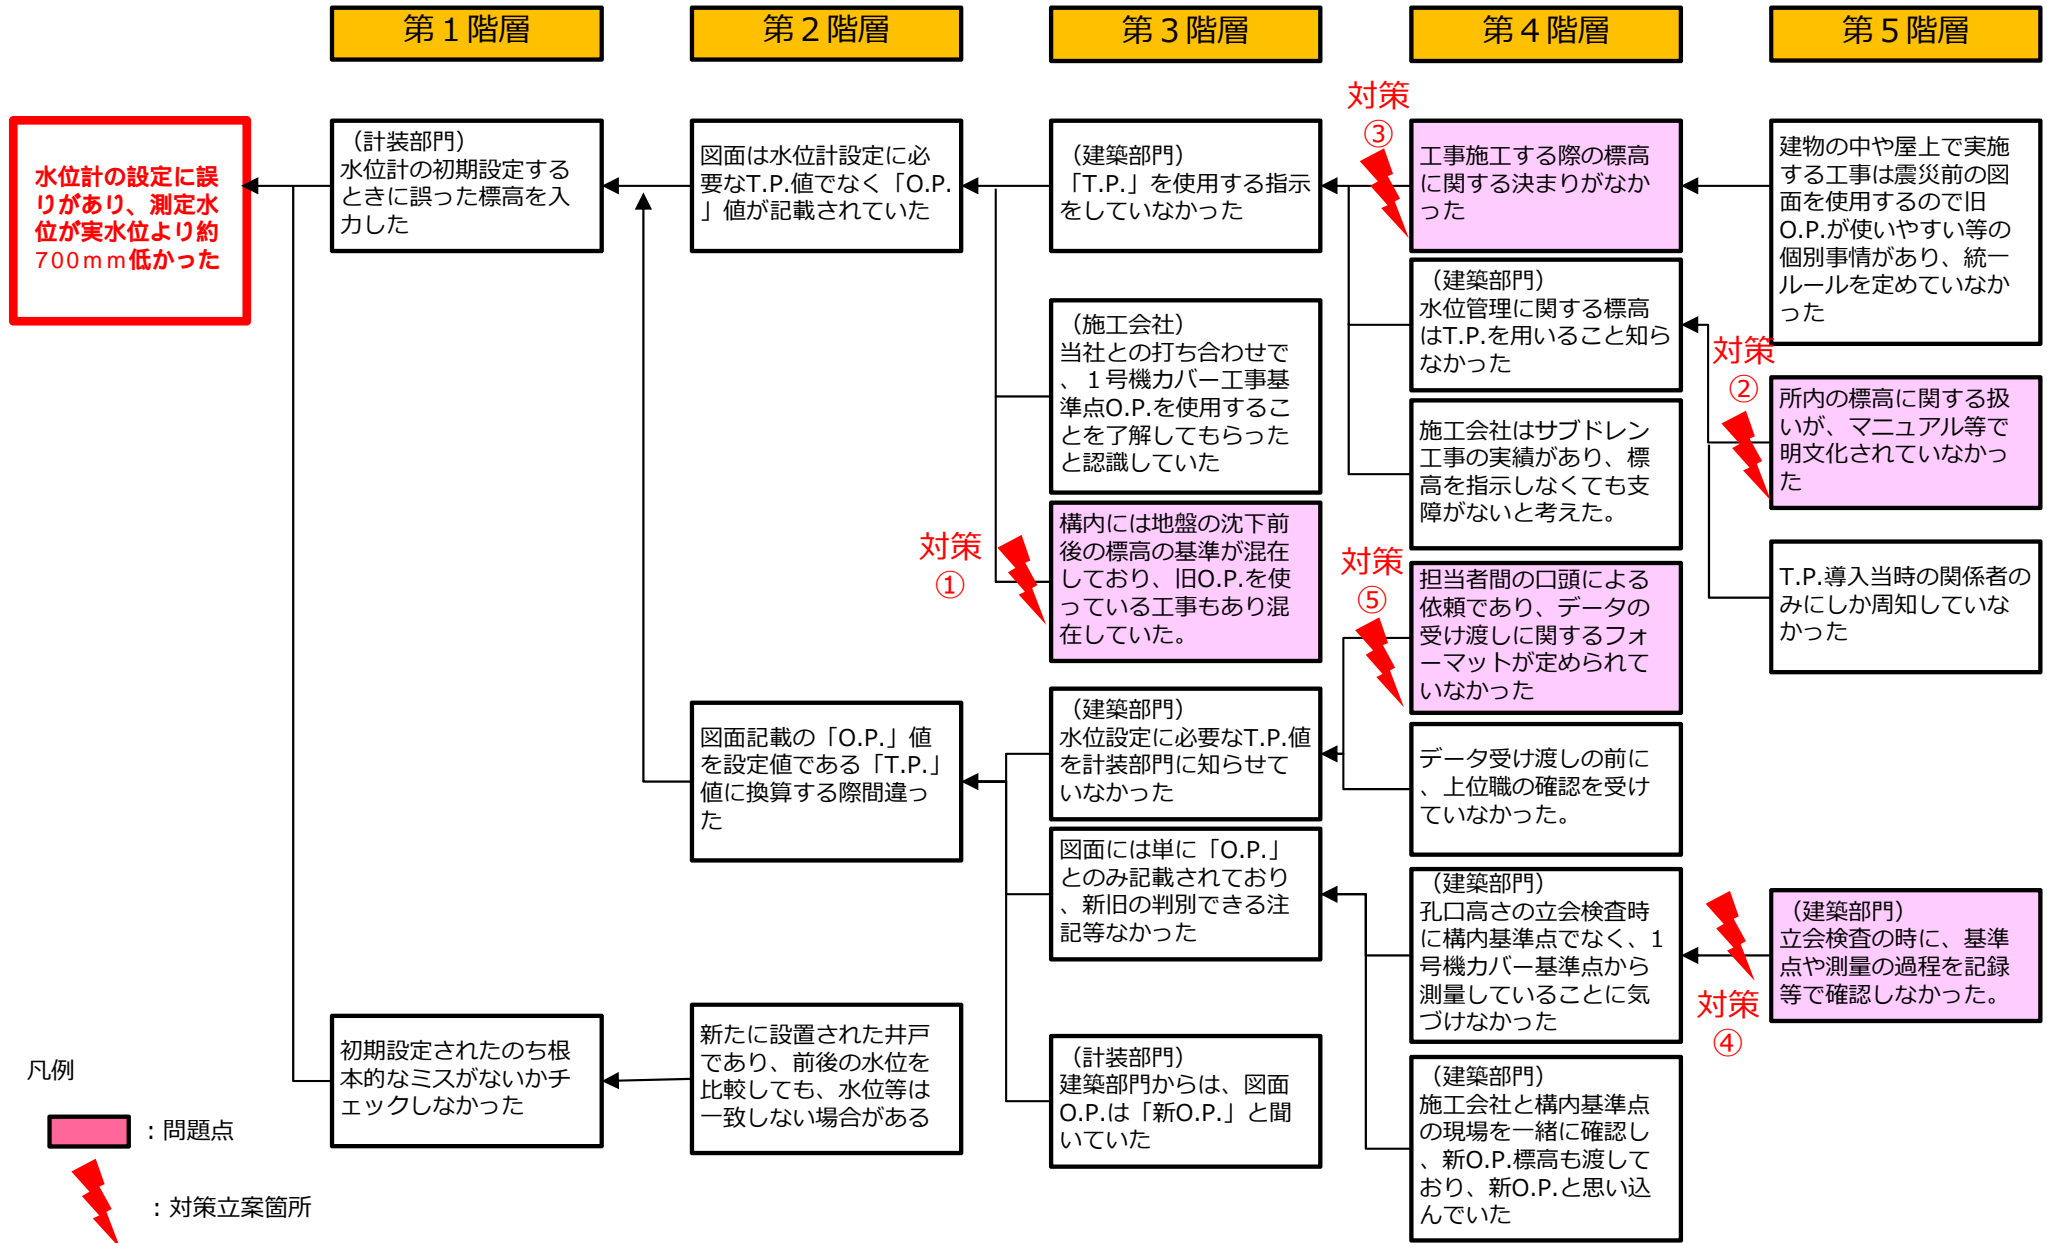 第１階層
第２階層
第３階層
第４階層
第５階層
水位計の設定に誤
りがあり、測定水
位が実水位より約
700ｍｍ低かった
（計装部門）
水位計の初期設定する
ときに誤った標高を入
力した
初期設定されたのち根
本的なミスがないかチ
ェックしなかった
図面は水位計設定に必
要なT.P.値でなく「O.P.
」値が記載されていた
図面記載の「O.P.」値
を設定値である「T.P.」
値に換算する際間違っ
た
新たに設置された井戸
であり、前後の水位を
比較しても、水位等は
一致しない場合がある
（建築部門）
「T.P.」を使用する指示
をしていなかった
（施工会社）
当社との打ち合わせで
、１号機カバー工事基
準点O.P.を使用するこ
とを了解してもらった
と認識していた
対策
①
構内には地盤の沈下前
後の標高の基準が混在
しており、旧O.P.を使
っている工事もあり混
在していた。
（建築部門）
水位設定に必要なT.P.値
を計装部門に知らせて
いなかった
図面には単に「O.P.」
とのみ記載されており
、新旧の判別できる注
記等なかった
（計装部門）
建築部門からは、図面
O.P.は「新O.P.」と聞
いていた
対策
③
工事施工する際の標高
に関する決まりがなか
った
（建築部門）
水位管理に関する標高
はT.P.を用いること知ら
なかった
施工会社はサブドレン
工事の実績があり、標
高を指示しなくても支
障がないと考えた。
対策
⑤
担当者間の口頭による
依頼であり、データの
受け渡しに関するフォ
ーマットが定められて
いなかった
データ受け渡しの前に
、上位職の確認を受け
ていなかった。
（建築部門）
孔口高さの立会検査時
に構内基準点でなく、1
号機カバー基準点から
測量していることに気
づけなかった
（建築部門）
施工会社と構内基準点
の現場を一緒に確認し
、新O.P.標高も渡して
おり、新O.P.と思い込
んでいた
建物の中や屋上で実施
する工事は震災前の図
面を使用するので旧
O.P.が使いやすい等の
個別事情があり、統一
ルールを定めていなか
った
対策
②
所内の標高に関する扱
いが、マニュアル等で
明文化されていなかっ
た
T.P.導入当時の関係者の
みにしか周知していな
かった
対策
④
（建築部門）
立会検査の時に、基準
点や測量の過程を記録
等で確認しなかった。
凡例
：問題点
：対策立案箇所